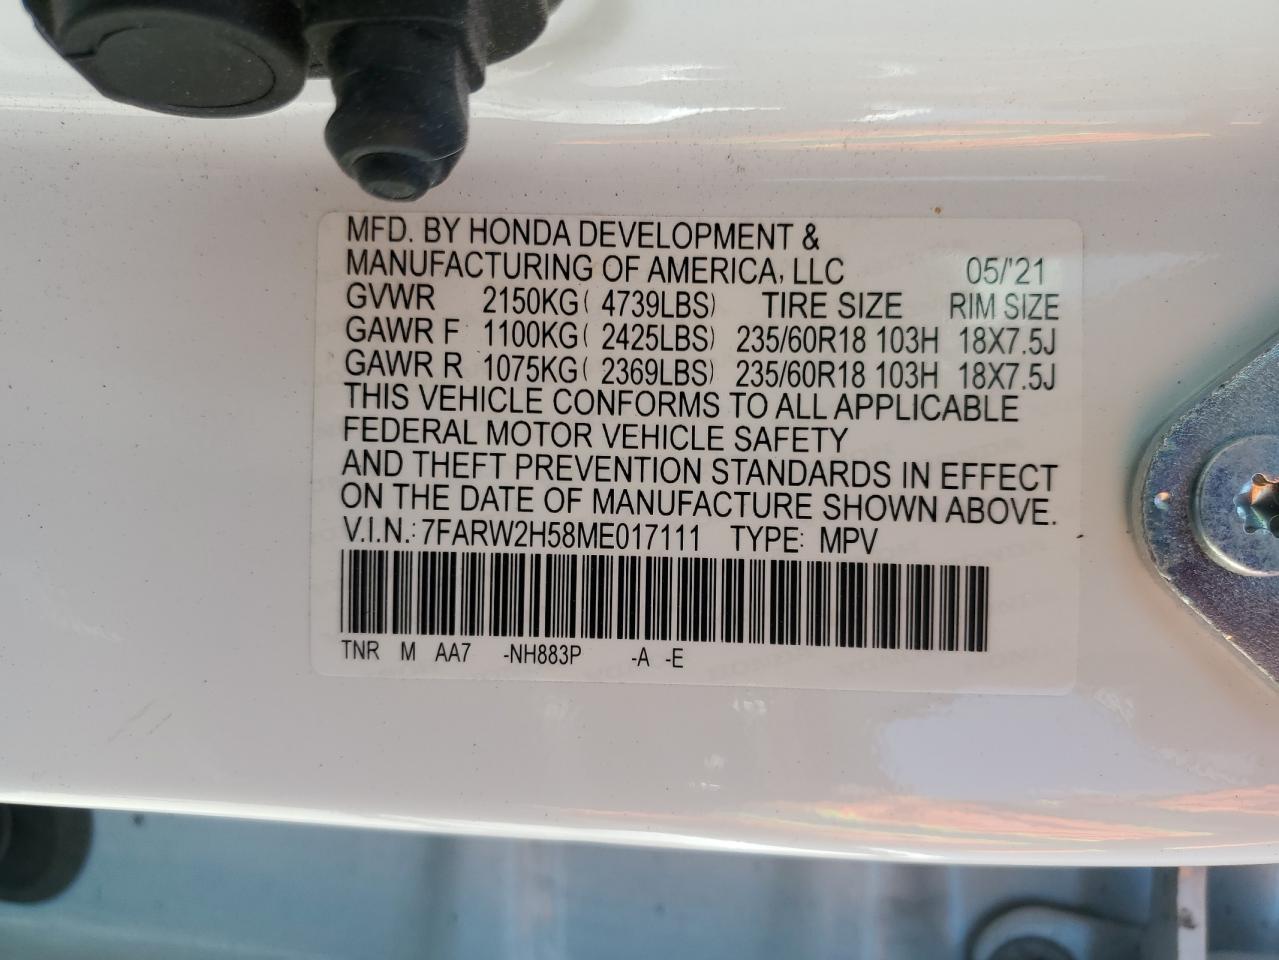 MFD. BY HONDA DEVELOPMENT &
MANUFACTURING OF AMERICA, LLC 05/'21
GVWR 2150KG( 4739LBS) TIRE SIZE RIM SIZE
GAWR F 1100KG( 2425LBS) 235/60R18 103H 18X7.5J
GAWR R 1075KG( 2369LBS) 235/60R18 103H 18X7.5J
THIS VEHICLE CONFORMS TO ALL APPLICABLE
FEDERAL MOTOR VEHICLE SAFETY
AND THEFT PREVENTION STANDARDS IN EFFECT
ON THE DATE OF MANUFACTURE SHOWN ABOVE.
V.I.N.: 7FARW2H58ME017111 TYPE: MPV
TNR M AA7 -NH883P -A -E